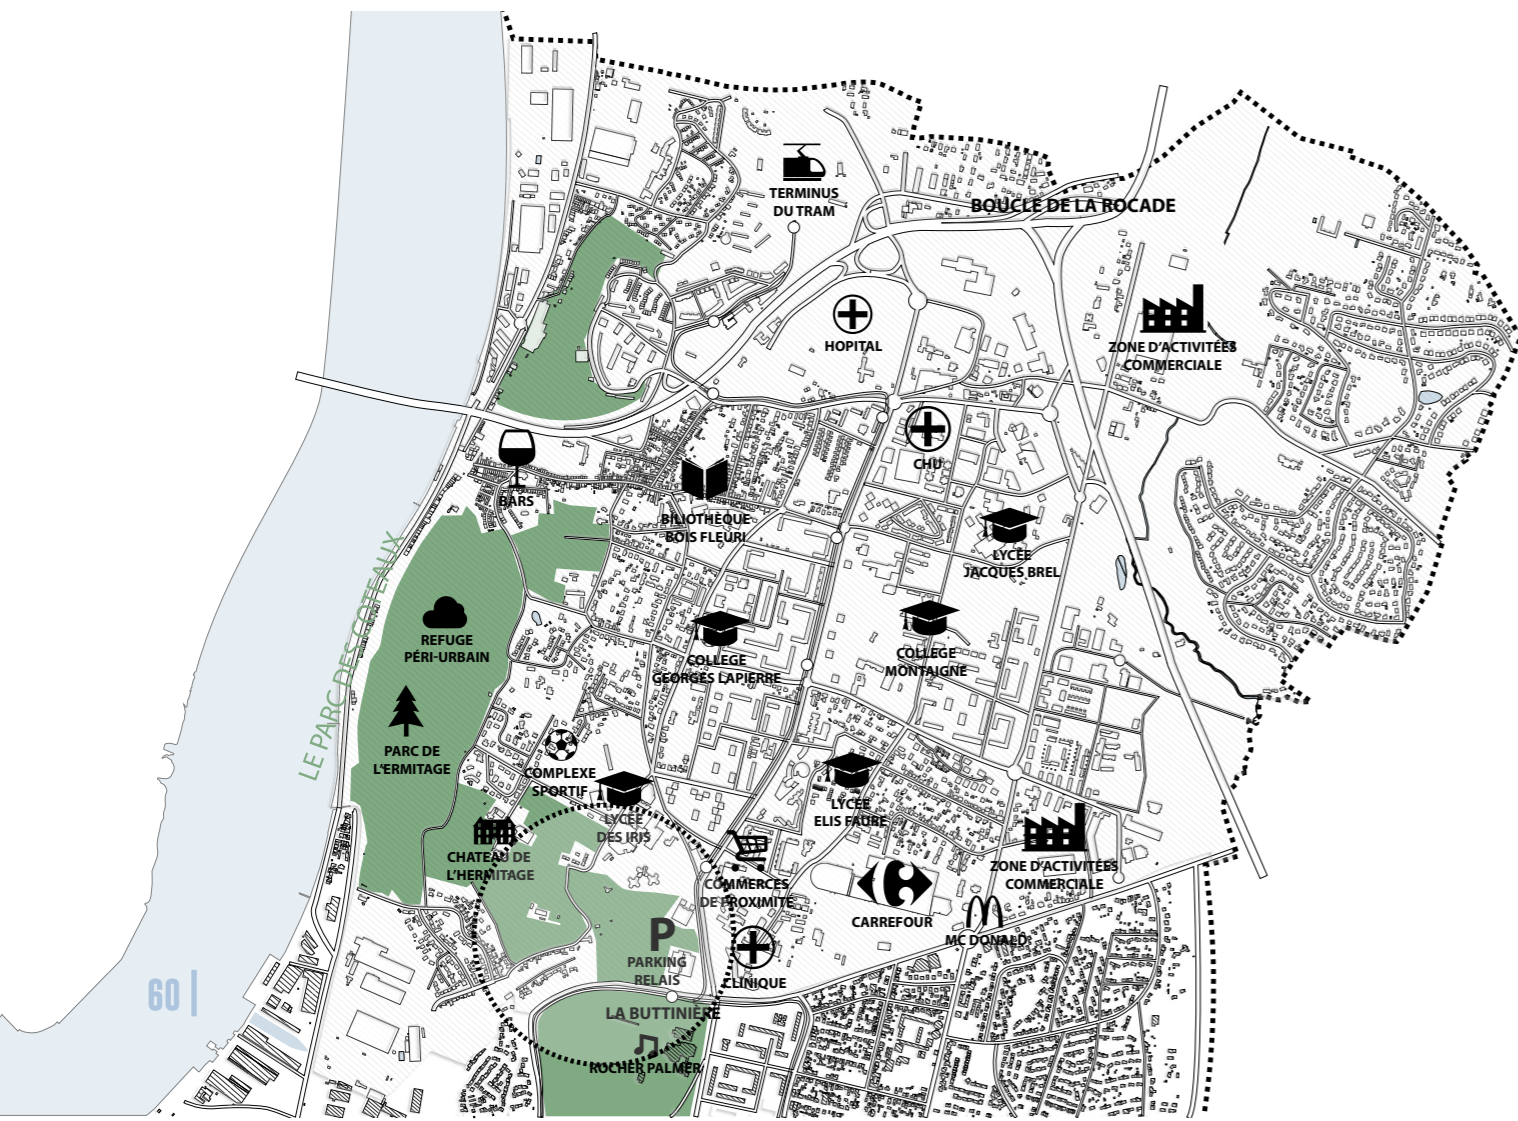 TERMINUS
DU TRAM
BOUCLE DE LA ROCADE
HOPITAL
ZONE D'ACTIVITÉES
COMMERCIALE
CHU
BARS
BILIOTHÈQUE
BOIS FLEURI
LYCÉE
JACQUES BREL
LE PARC DES COTEAUX
REFUGE
PÉRI-URBAIN
COLLEGE
GEORGES LAPIERRE
COLLEGE
MONTAIGNE
PARC DE
L'ERMITAGE
COMPLEXE
SPORTIF
LYCÉE
DES IRIS
LYCÉE
ELIS FAURE
CHATEAU DE
L'HERMITAGE
COMMERCES
DE PROXIMITÉ
ZONE D'ACTIVITÉES
COMMERCIALE
CARREFOUR
MC DONALD
P
PARKING
RELAIS
CLINIQUE
60
LA BUTTINIÈRE
ROCHER PALMER